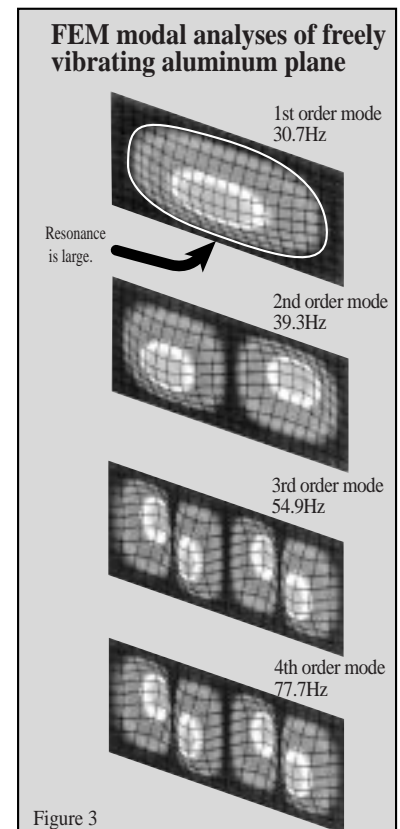 FEM modal analyses of freely
vibrating aluminum plane
1st order mode
30.7Hz
Resonance
is large.
2nd order mode
39.3Hz
3rd order mode
54.9Hz
4th order mode
77.7Hz
Figure 3